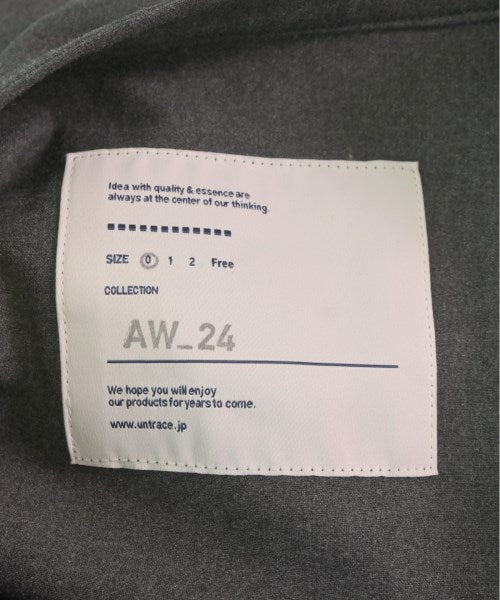 Idea with quality & essence are
always at the center of our thinking.
SIZE 0 1 2 Free
COLLECTION
AW_24
We hope you will enjoy
our products for years to come.
www.untrace.jp